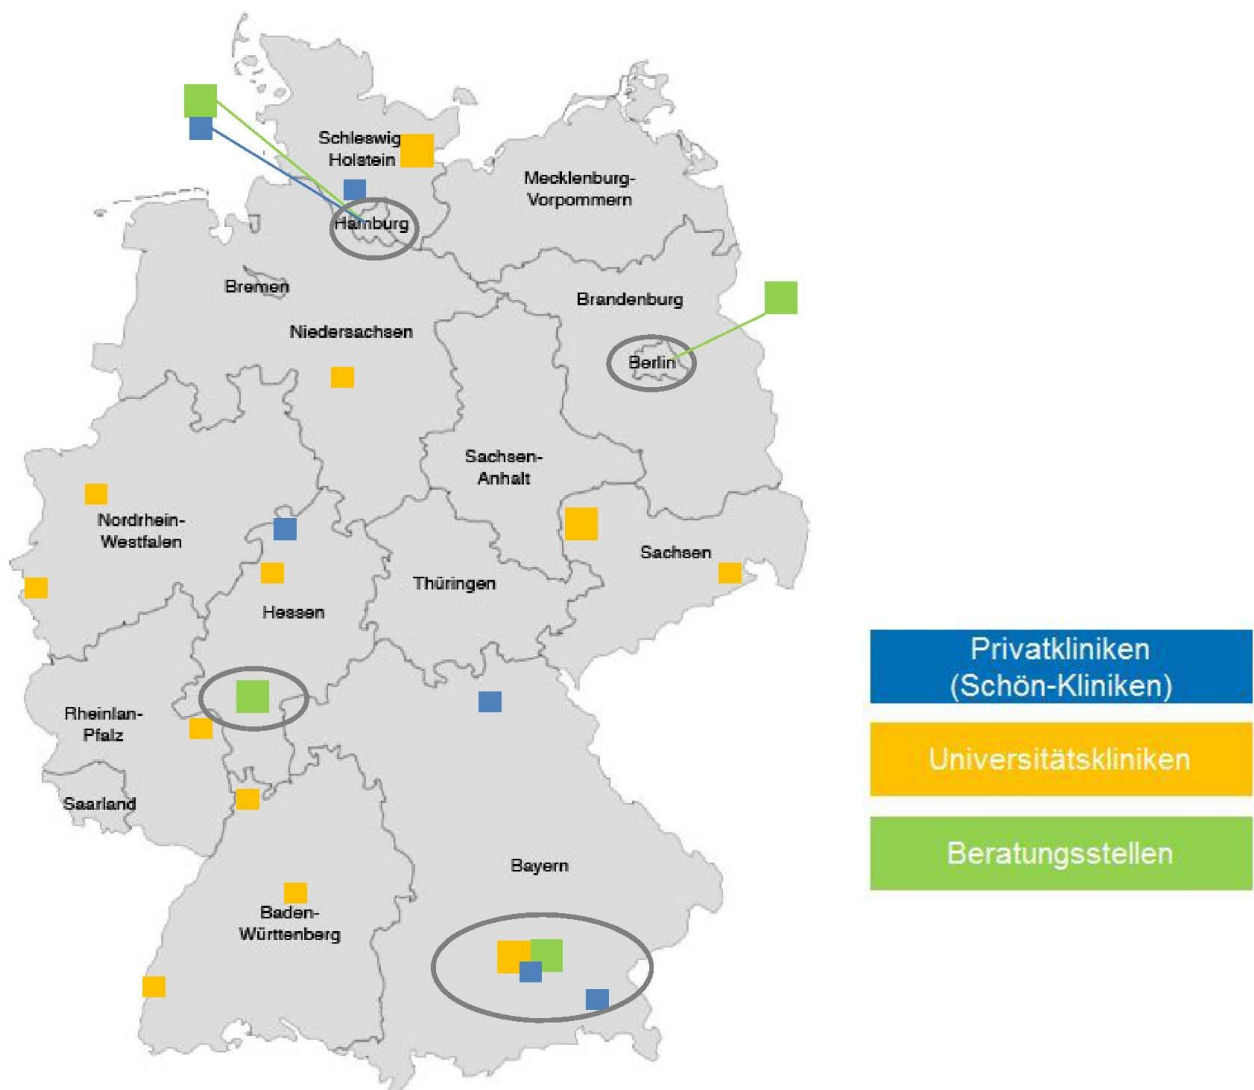 Schleswig
Holstein
Mecklenburg-
Vorpommern
Hamburg
Bremen
Brandenburg
Niedersachsen
Berlin
Sachsen-
Anhalt
Nordrhein-
Westfalen
Sachsen
Thüringen
Hessen
Rheinlan-
Pfalz
Saarland
Bayern
Baden-
Württenberg
Privatkliniken
(Schön-Kliniken)
Universitätskliniken
Beratungsstellen